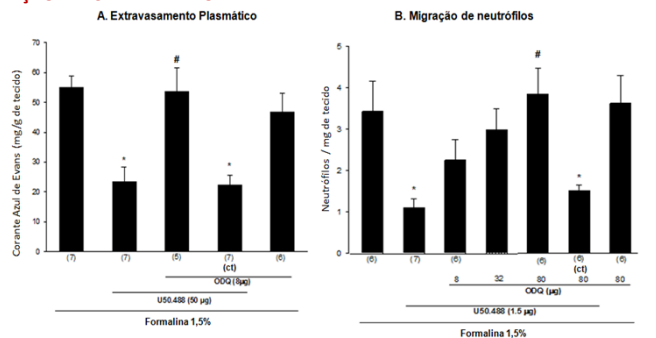 A. Extravasamento Plasmático
Corante Azul de Evans (mg/g de tecido)
70
60
50
40
30
20
10
0
#
*
*
(7) (7) (5) (7) (6)
(ct)
ODQ (8µg)
U50.488 (50 µg)
Formalina 1,5%
B. Migração de neutrófilos
Neutrófilos / mg de tecido
5
4
3
2
1
0
#
*
*
(6) (7) (6) (6) (6) (6)
(ct)
8 32 80 80 80
ODQ (µg)
U50.488 (1.5 µg)
Formalina 1,5%